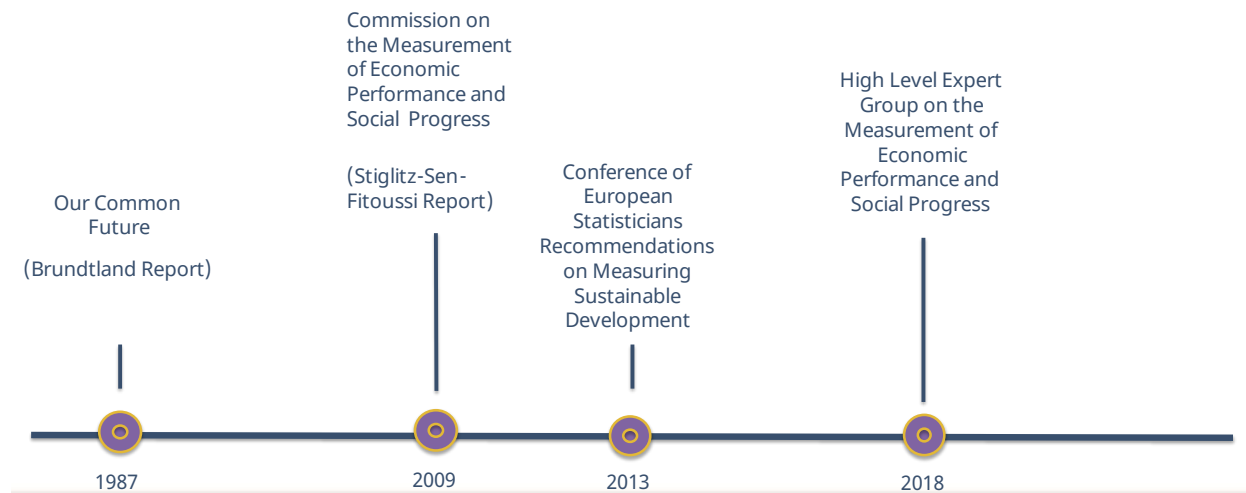 Our Common
Future
(Brundtland Report)
1987
Commission on
the Measurement
of Economic
Performance and
Social  Progress
(Stiglitz-Sen-
Fitoussi Report)
2009
Conference of
European
Statisticians
Recommendations
on Measuring
Sustainable
Development
2013
High Level Expert
Group on the
Measurement of
Economic
Performance and
Social Progress
2018